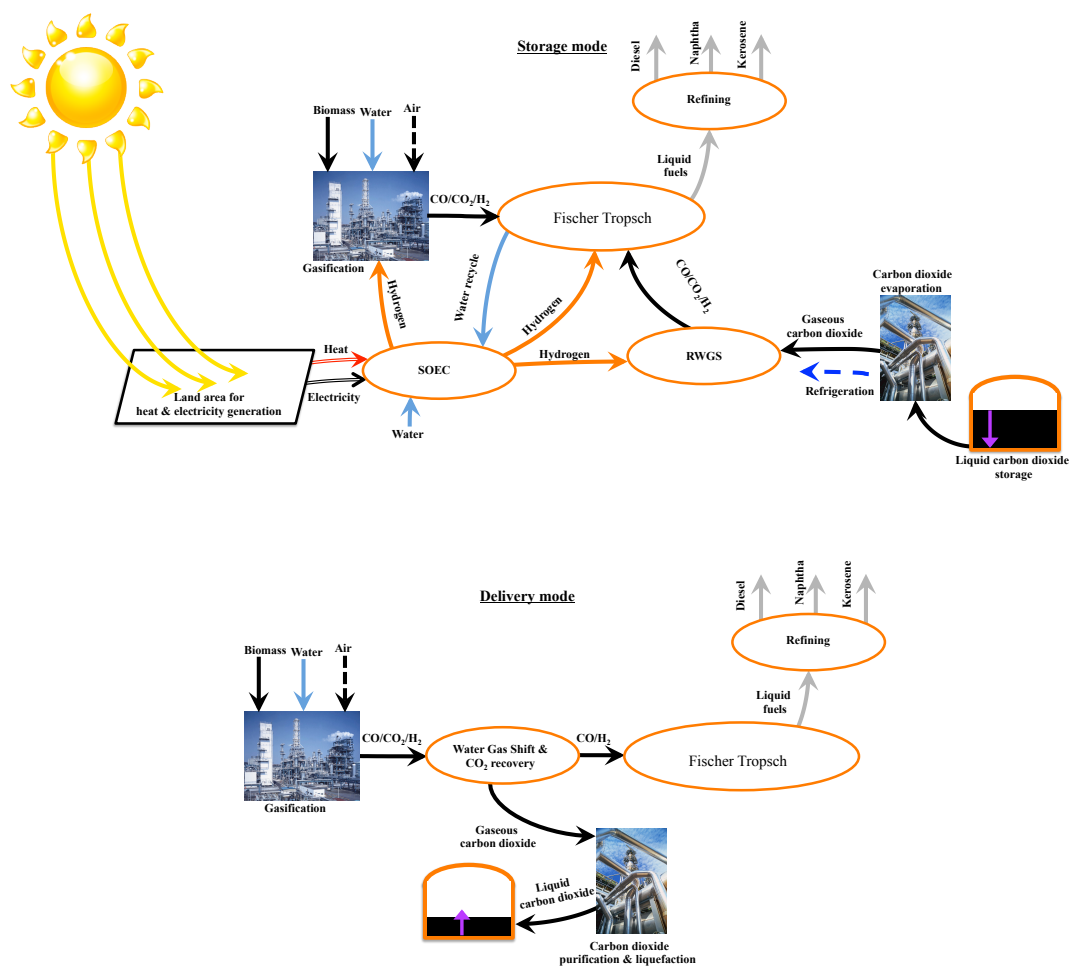 Storage mode
Diesel
Naphtha
Kerosene
Refining
Biomass
Water
Air
Liquid
fuels
CO/CO₂/H₂
Fischer Tropsch
Gasification
Hydrogen
Water recycle
Hydrogen
CO/CO₂/H₂
Carbon dioxide
evaporation
Gaseous
carbon dioxide
Heat
SOEC
Hydrogen
RWGS
Refrigeration
Electricity
Land area for
heat & electricity generation
Water
Liquid carbon dioxide
storage
Delivery mode
Diesel
Naphtha
Kerosene
Refining
Biomass
Water
Air
Liquid
fuels
CO/CO₂/H₂
Water Gas Shift &
CO₂ recovery
CO/H₂
Fischer Tropsch
Gasification
Gaseous
carbon dioxide
Liquid
carbon dioxide
Carbon dioxide
purification & liquefaction